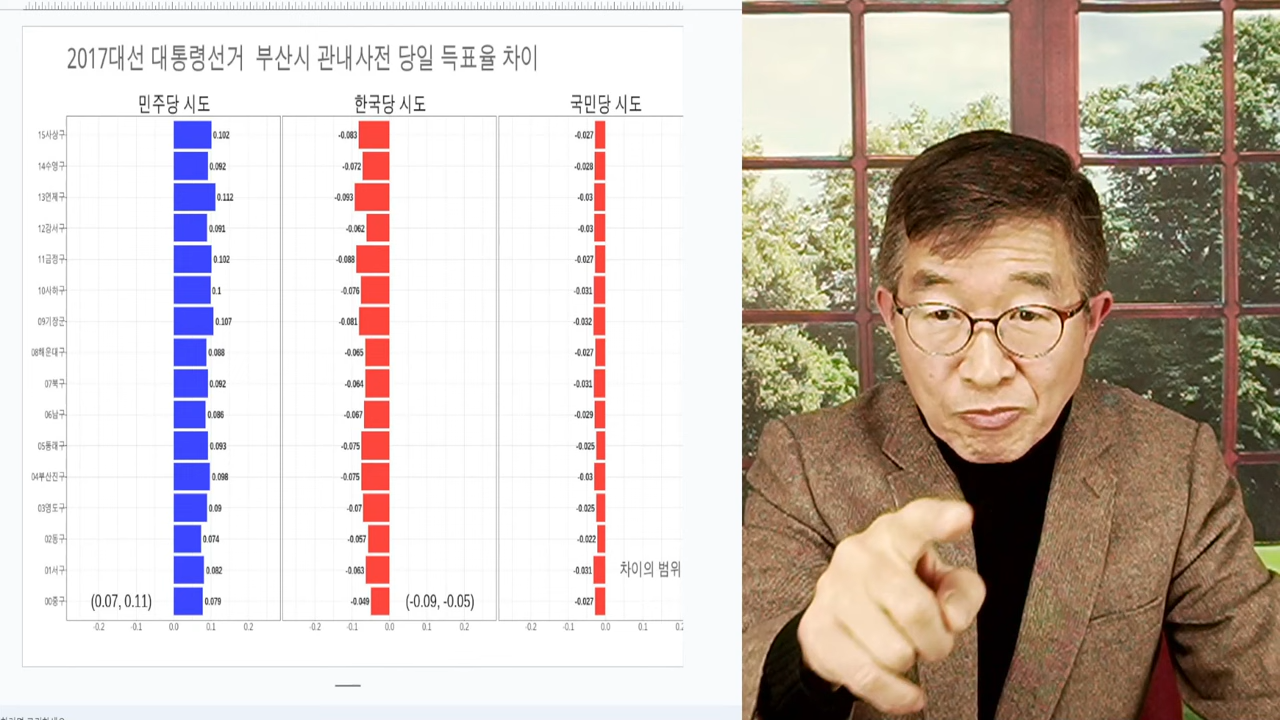 2017대선 대통령선거 부산시 관내사전 당일 득표율 차이
민주당 시도 한국당 시도 국민당 시도
15사상구 0.102 -0.083 -0.027
14수영구 0.092 -0.072 -0.028
13연제구 0.112 -0.093 -0.03
12강서구 0.091 -0.062 -0.03
11금정구 0.102 -0.088 -0.027
10사하구 0.1 -0.076 -0.031
09기장군 0.107 -0.081 -0.032
08해운대구 0.088 -0.065 -0.027
07북구 0.092 -0.064 -0.031
06남구 0.086 -0.067 -0.029
05동래구 0.093 -0.075 -0.025
04부산진구 0.098 -0.075 -0.03
03영도구 0.09 -0.07 -0.025
02동구 0.074 -0.057 -0.022
01서구 0.082 -0.063 -0.031 차이의 범위
00중구 (0.07, 0.11) 0.079 -0.049 (-0.09, -0.05) -0.027
-0.2 -0.1 0.0 0.1 0.2 -0.2 -0.1 0.0 0.1 0.2 -0.2 -0.1 0.0 0.1